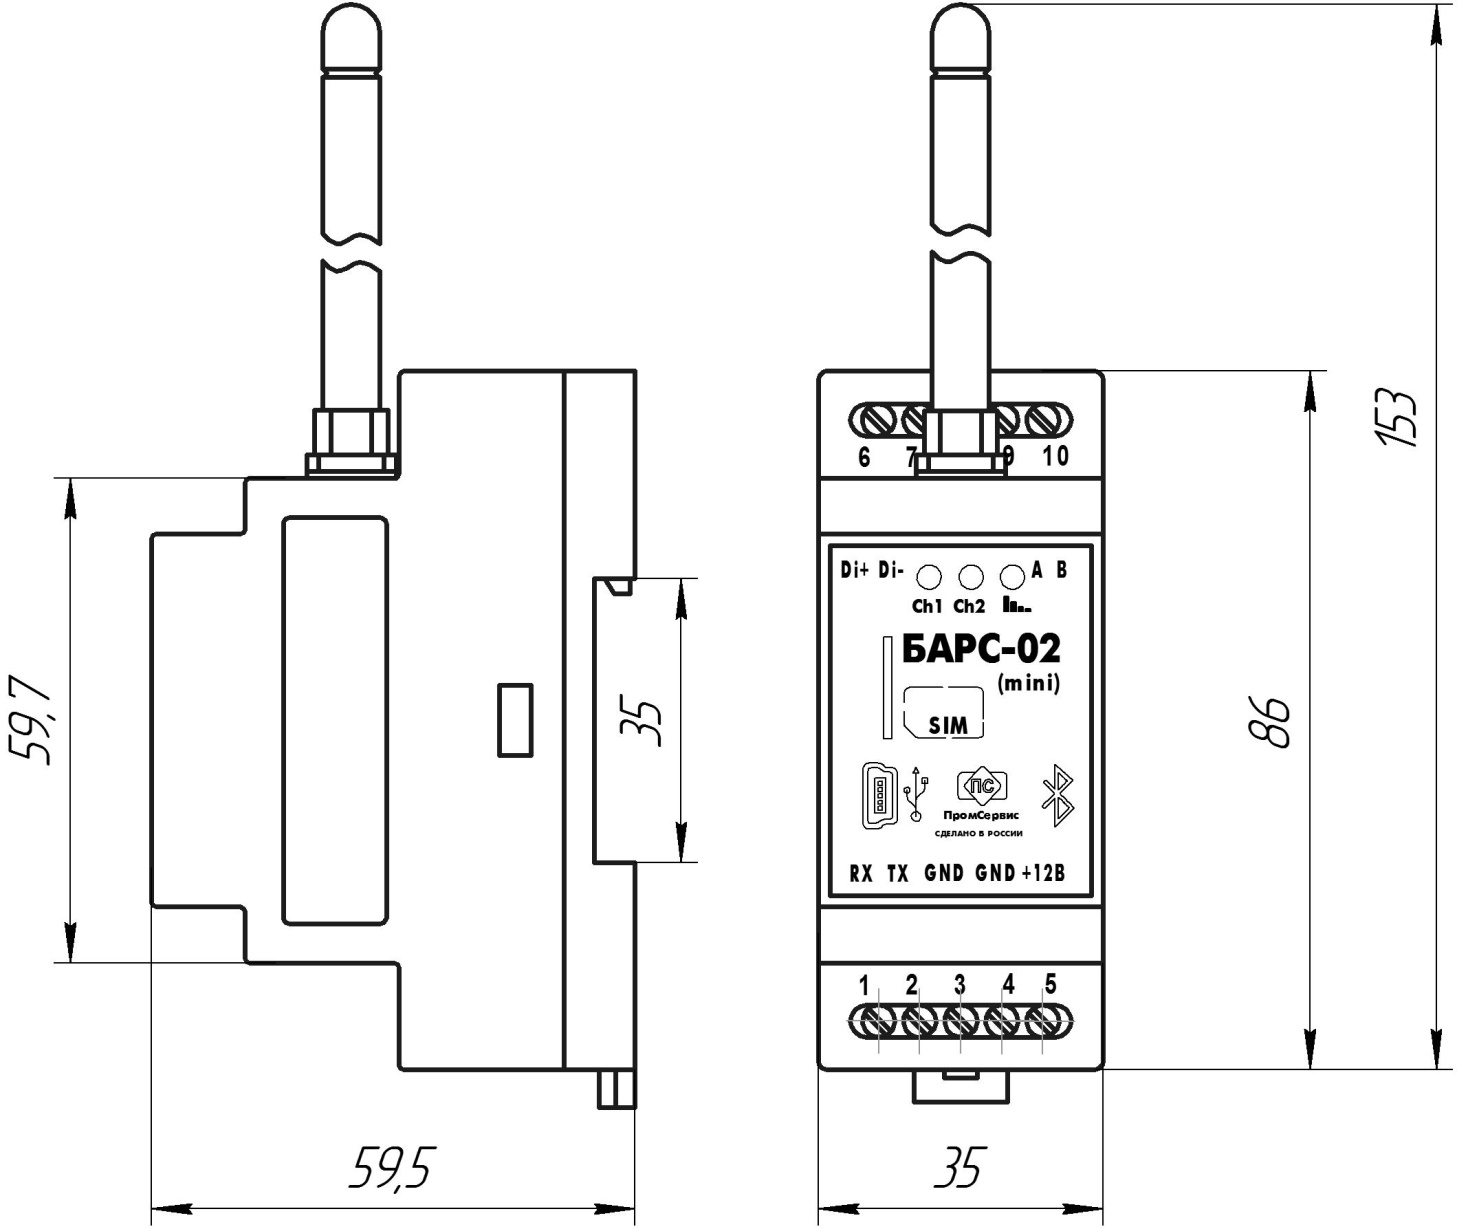 153
6 7 9 10
Di+ Di- A B
Ch1 Ch2
БАРС-02
(mini)
SIM
59,7
35
86
ПС
ПромСервис
СДЕЛАНО В РОССИИ
RX TX GND GND +12В
1 2 3 4 5
59,5
35